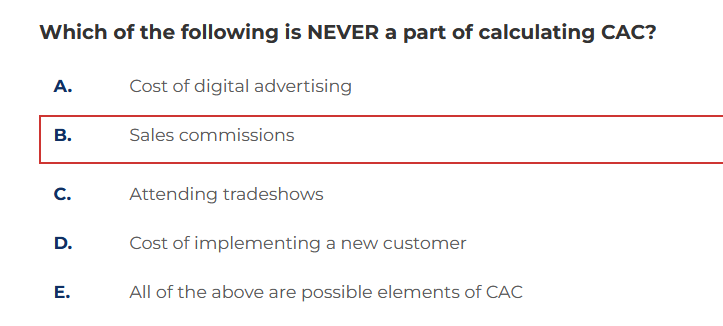 Which of the following is NEVER a part of calculating CAC?
A. Cost of digital advertising
B. Sales commissions
C. Attending tradeshows
D. Cost of implementing a new customer
E. All of the above are possible elements of CAC